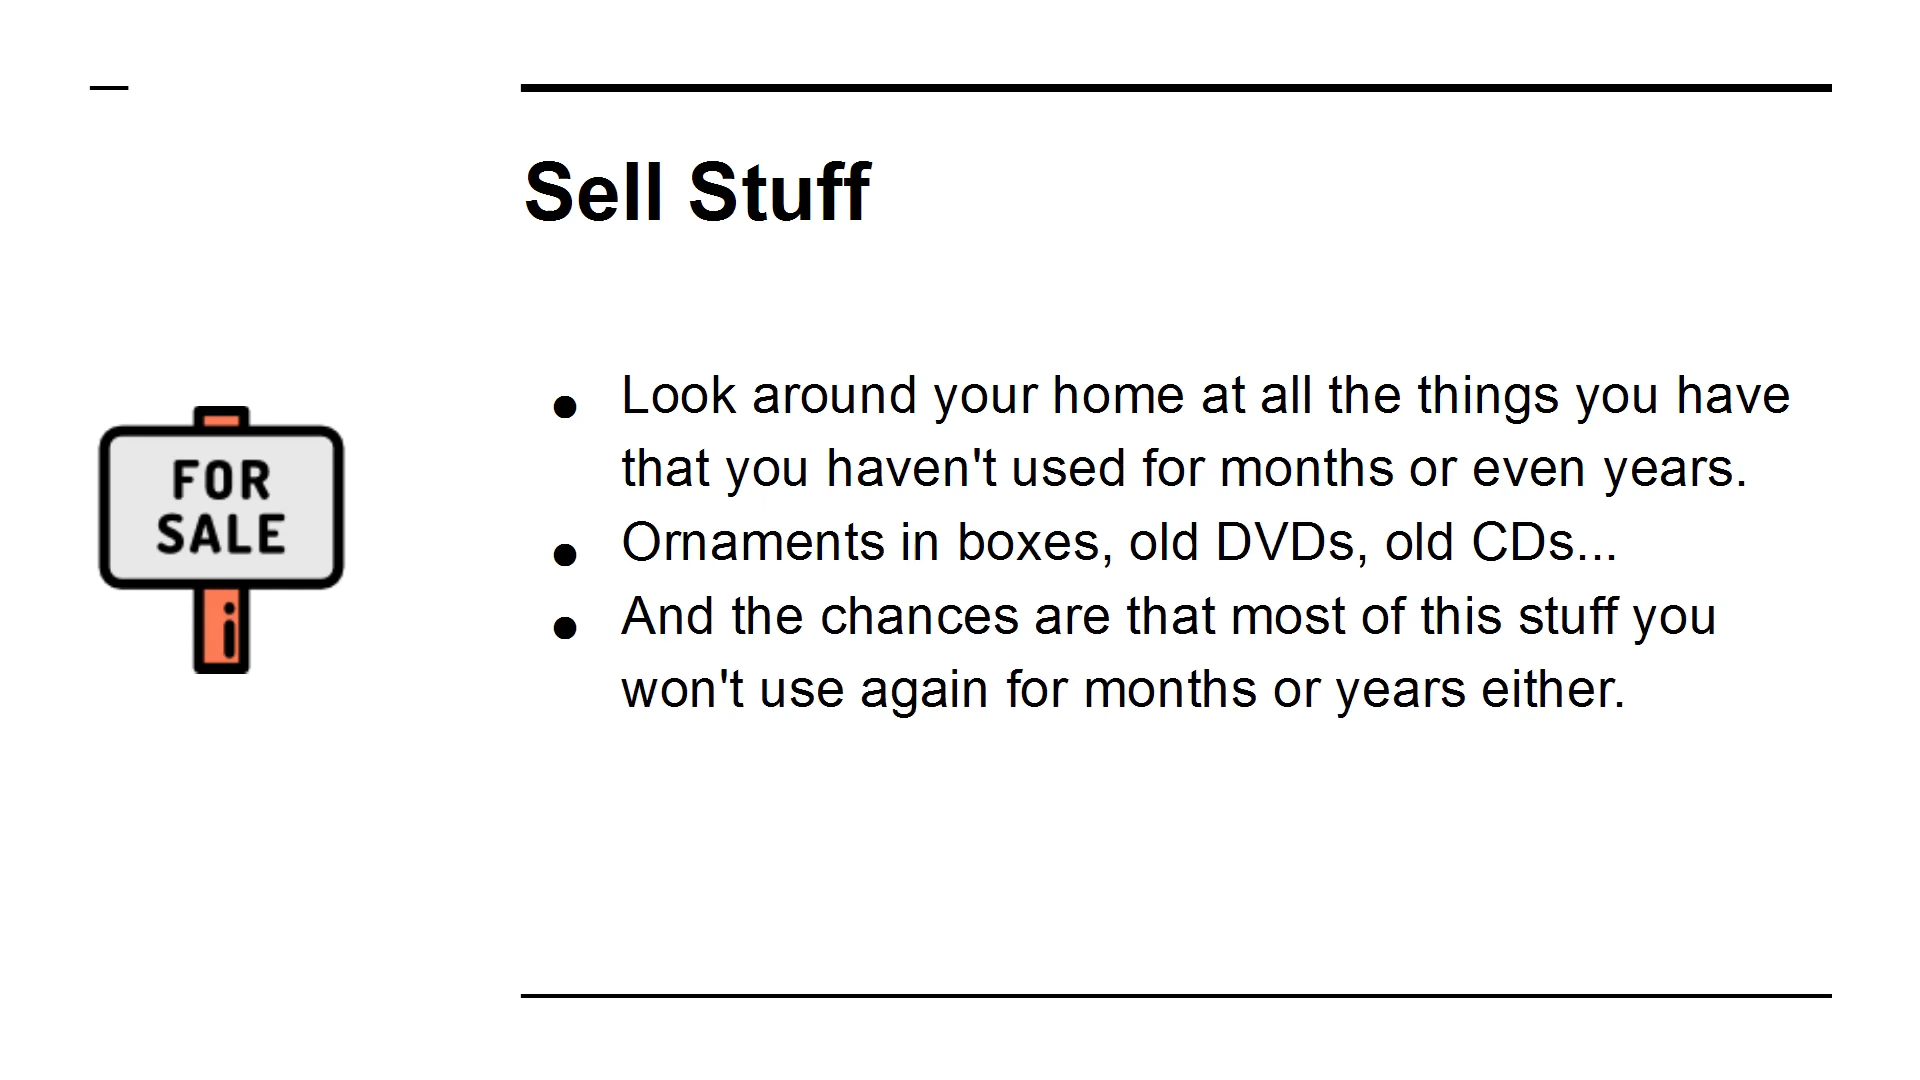 Sell Stuff
FOR
SALE
● Look around your home at all the things you have
that you haven't used for months or even years.
● Ornaments in boxes, old DVDs, old CDs...
● And the chances are that most of this stuff you
won't use again for months or years either.